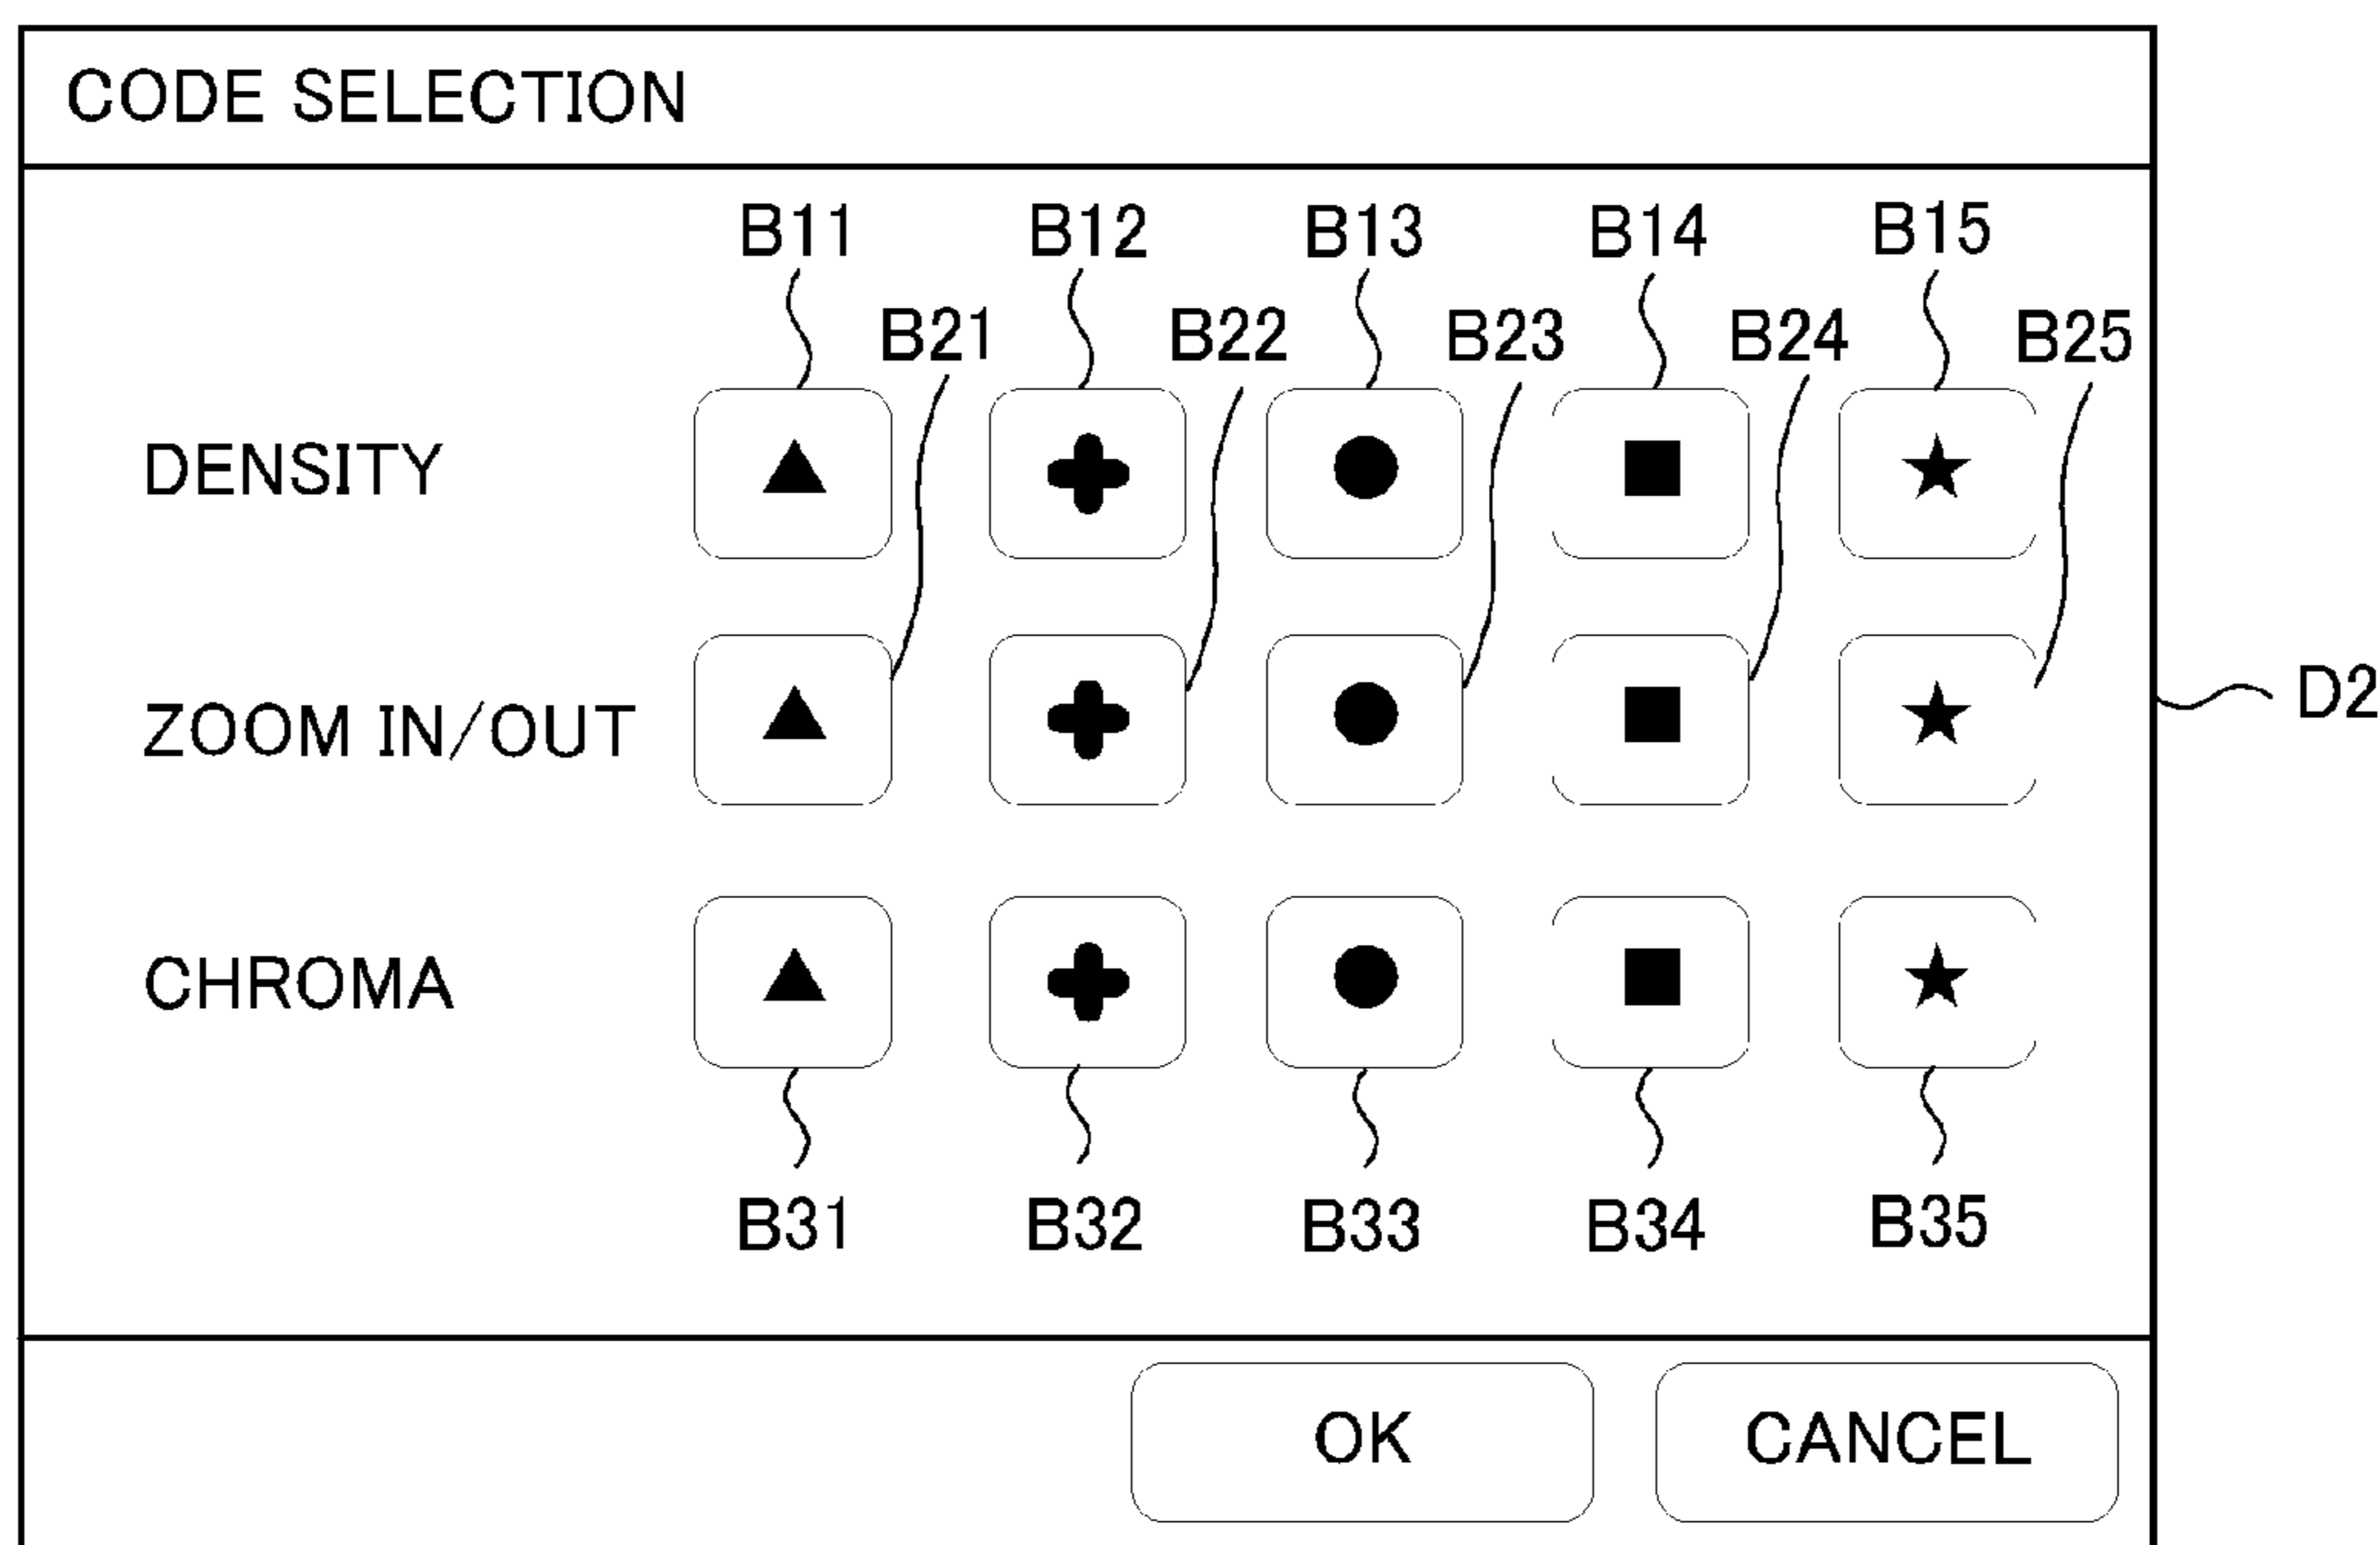 CODE SELECTION
B11 B12 B13 B14 B15
B21 B22 B23 B24 B25
DENSITY
ZOOM IN/OUT
D2
CHROMA
B31 B32 B33 B34 B35
OK CANCEL